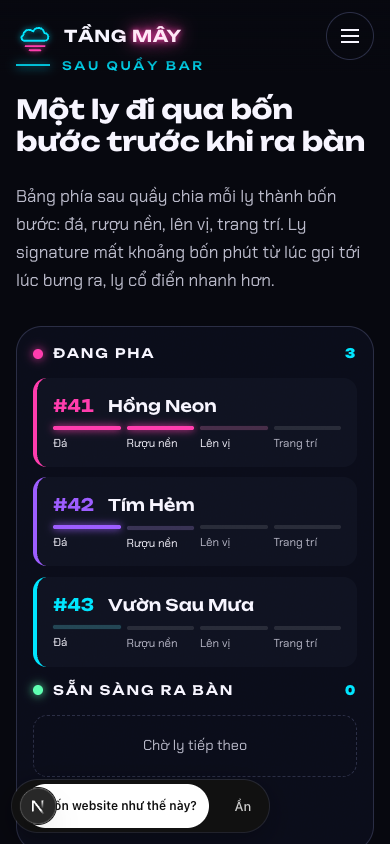 TẦNG MÂY
SAU QUẦY BAR
Một ly đi qua bốn
bước trước khi ra bàn
Bảng phía sau quầy chia mỗi ly thành bốn
bước: đá, rượu nền, lên vị, trang trí. Ly
signature mất khoảng bốn phút từ lúc gọi tới
lúc bưng ra, ly cổ điển nhanh hơn.
ĐANG PHA 3
#41 Hồng Neon
Đá Rượu nền Lên vị Trang trí
#42 Tím Hẻm
Đá Rượu nền Lên vị Trang trí
#43 Vườn Sau Mưa
Đá Rượu nền Lên vị Trang trí
SẴN SÀNG RA BÀN 0
Chờ ly tiếp theo
N website như thế này? Ẩn